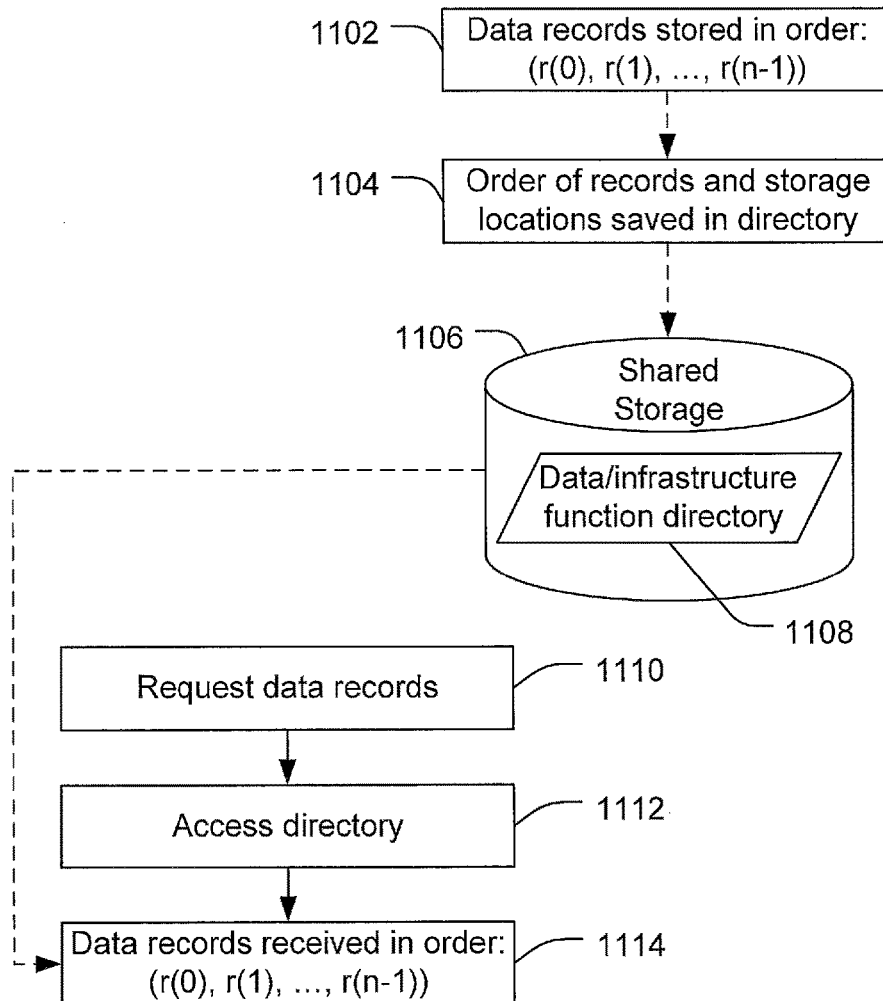 1102
Data records stored in order:
(r(0), r(1), ..., r(n-1))
1104
Order of records and storage
locations saved in directory
1106
Shared
Storage
Data/infrastructure
function directory
1108
Request data records
1110
Access directory
1112
Data records received in order:
(r(0), r(1), ..., r(n-1))
1114